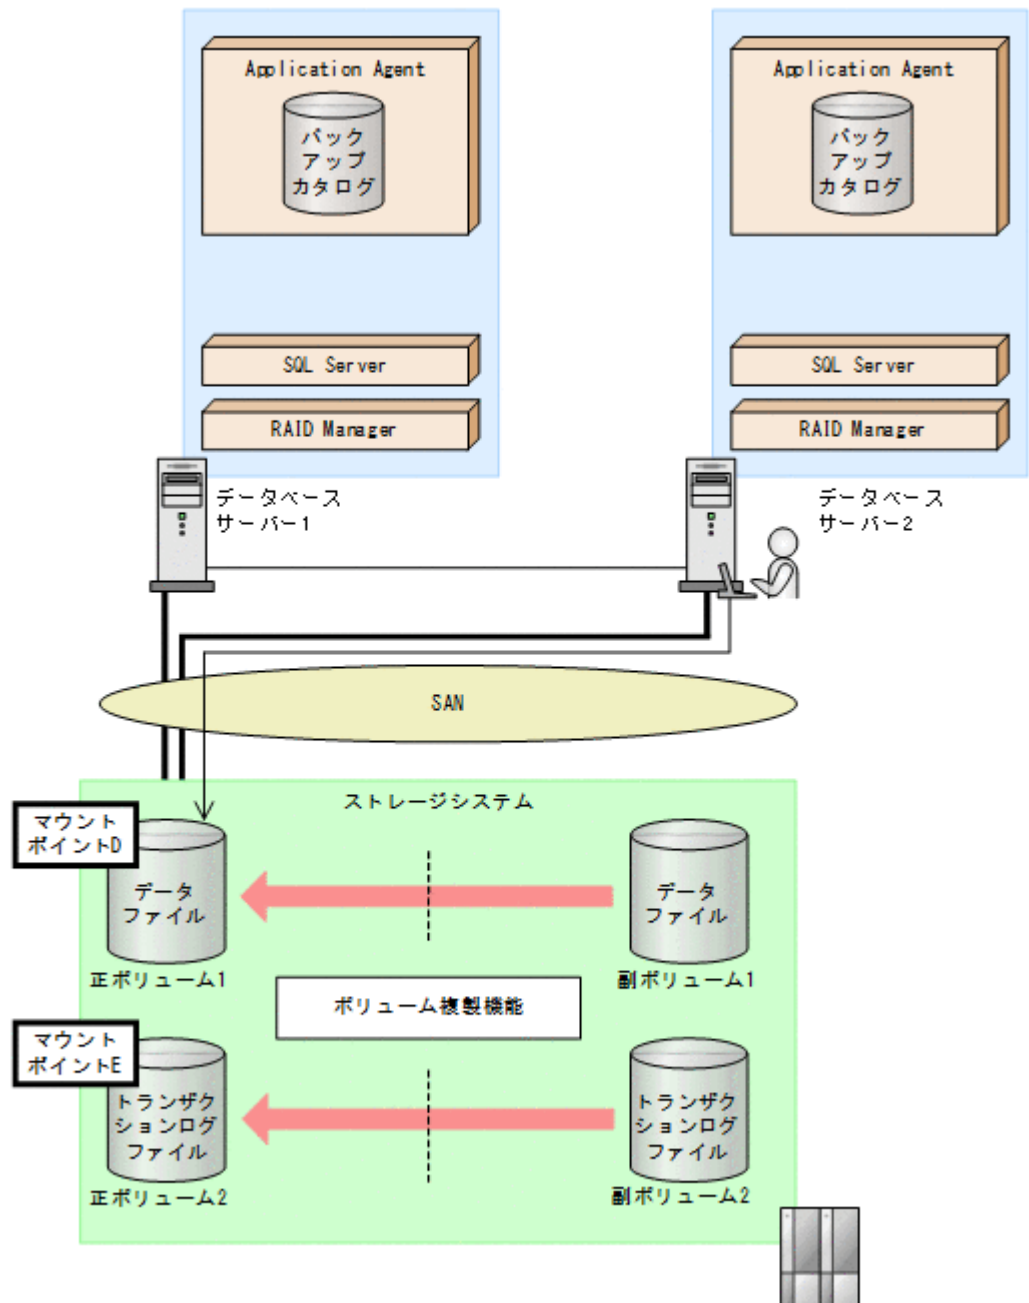 Application Agent
バック
アップ
カタログ
SQL Server
RAID Manager
データベース
サーバー1
Application Agent
バック
アップ
カタログ
SQL Server
RAID Manager
データベース
サーバー2
SAN
ストレージシステム
マウント
ポイントD
データ
ファイル
正ボリューム1
データ
ファイル
副ボリューム1
ボリューム複製機能
マウント
ポイントE
トランザク
ションログ
ファイル
正ボリューム2
トランザク
ションログ
ファイル
副ボリューム2